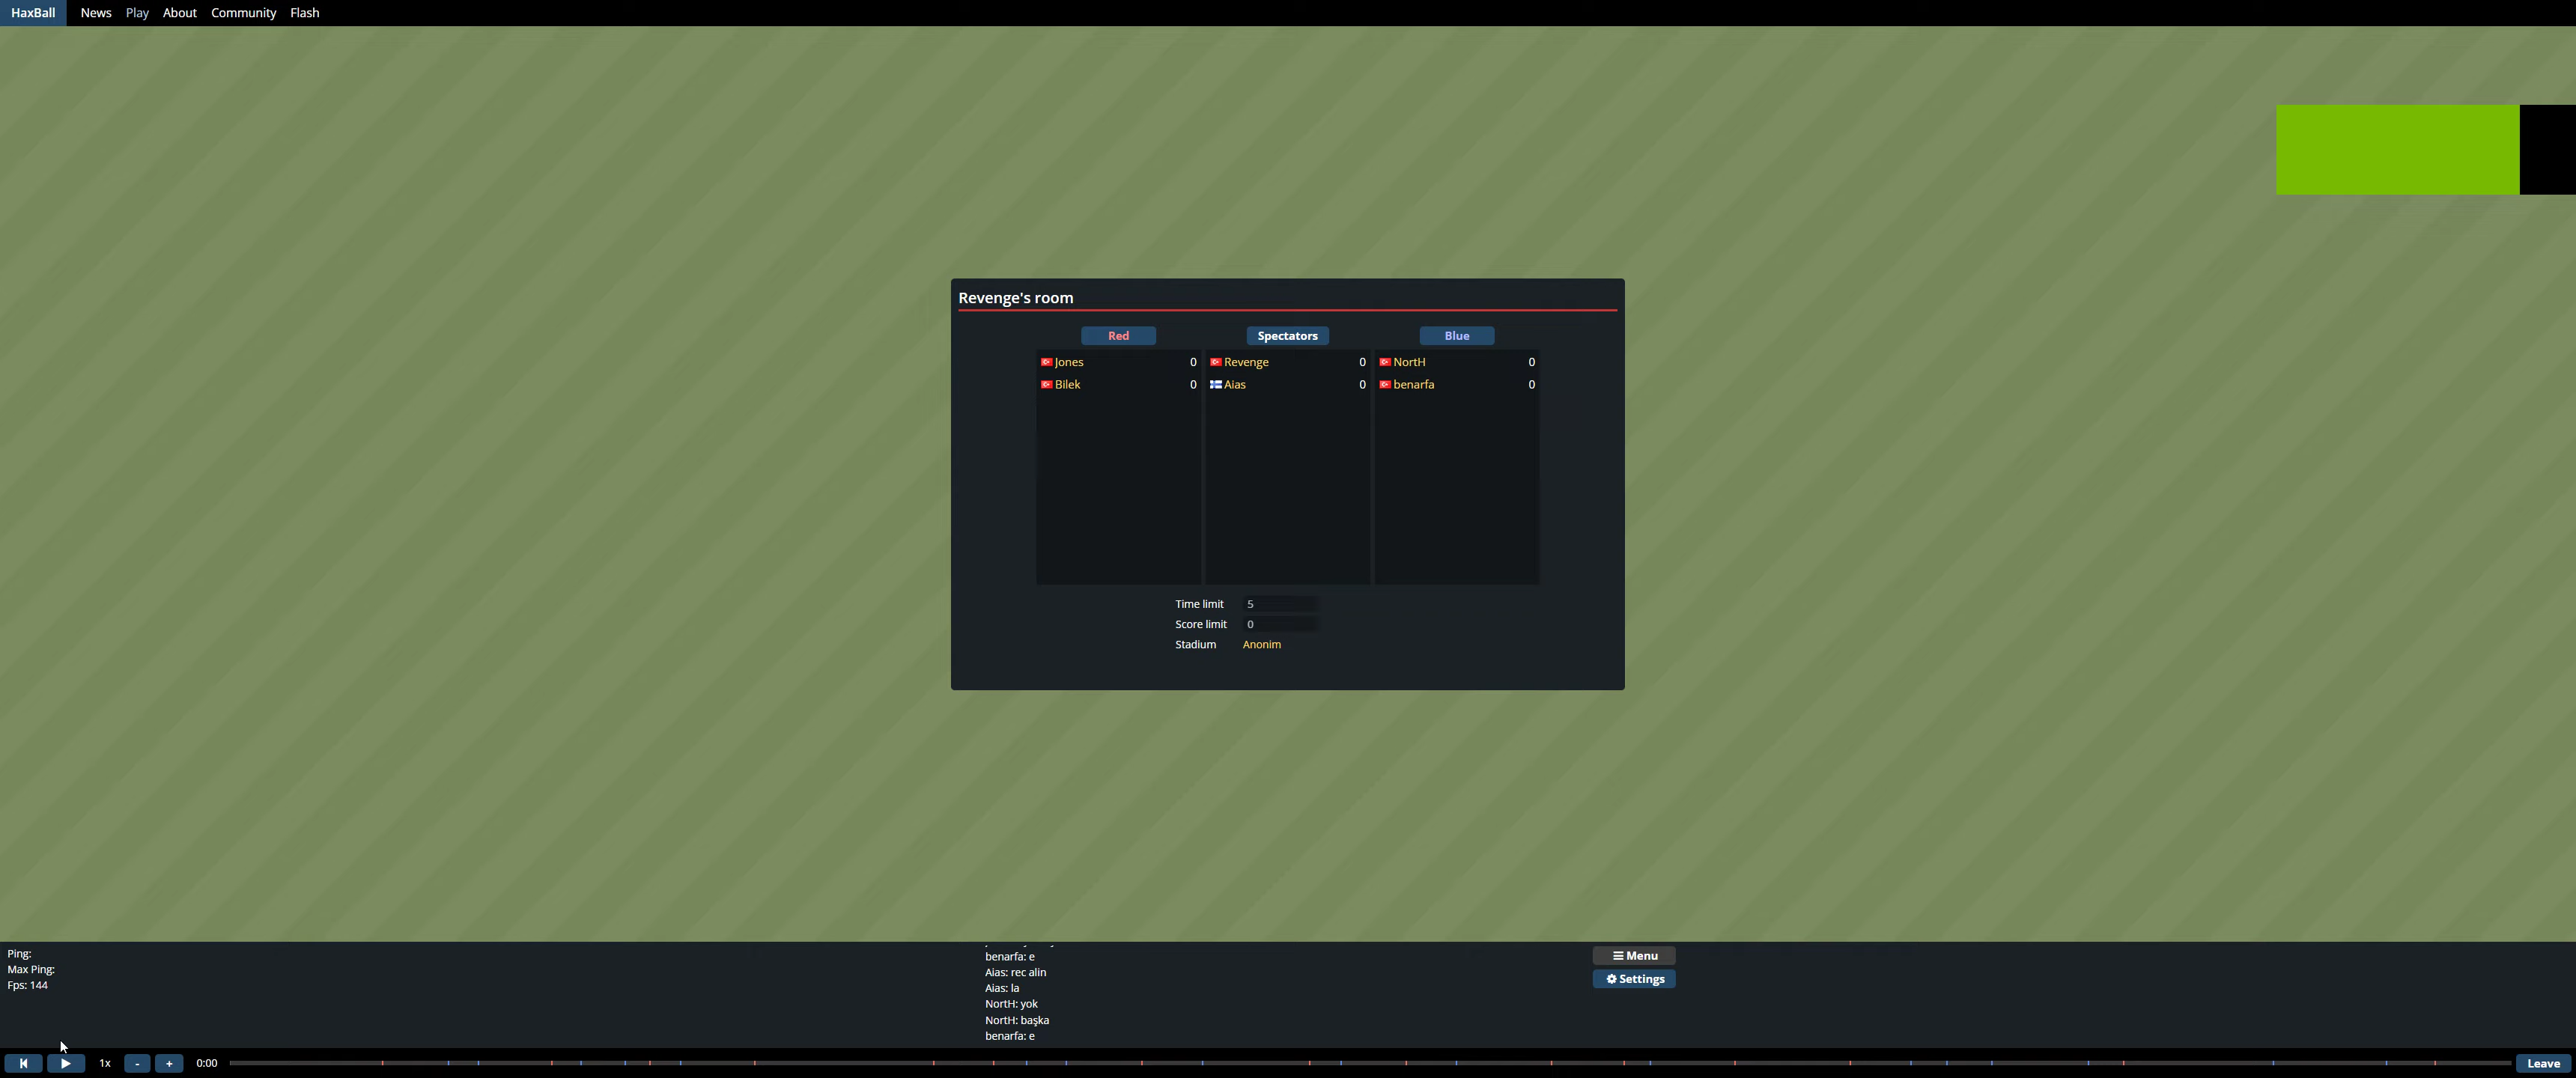 HaxBall News Play About Community Flash
Revenge's room
Red Spectators Blue
Jones 0 Revenge 0 NortH 0
Bilek 0 Aias 0 benarfa 0
Time limit 5
Score limit 0
Stadium Anonim
Ping:
Max Ping:
Fps: 144
benarfa: e
Aias: rec alin
Aias: la
NortH: yok
NortH: başka
benarfa: e
Menu
Settings
1x - + 0:00 Leave